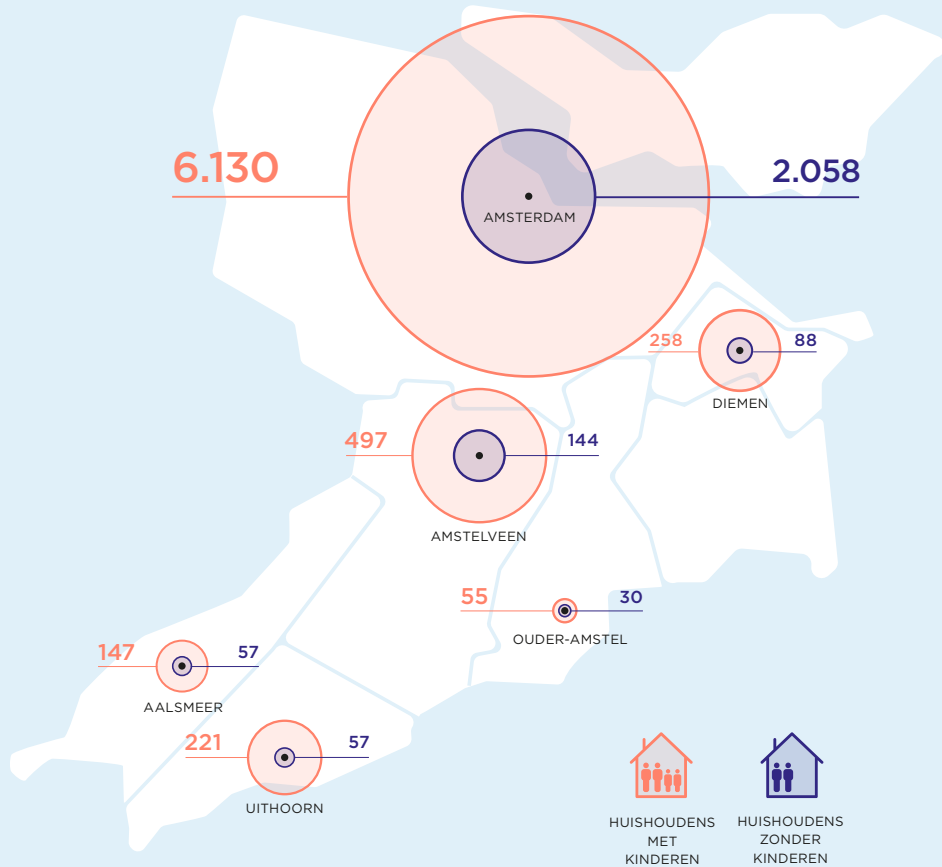 6.130
2.058
AMSTERDAM
258
88
DIEMEN
497
144
AMSTELVEEN
55
30
OUDER-AMSTEL
147
57
AALSMEER
221
57
UITHOORN
HUISHOUDENS
MET
KINDEREN
HUISHOUDENS
ZONDER
KINDEREN